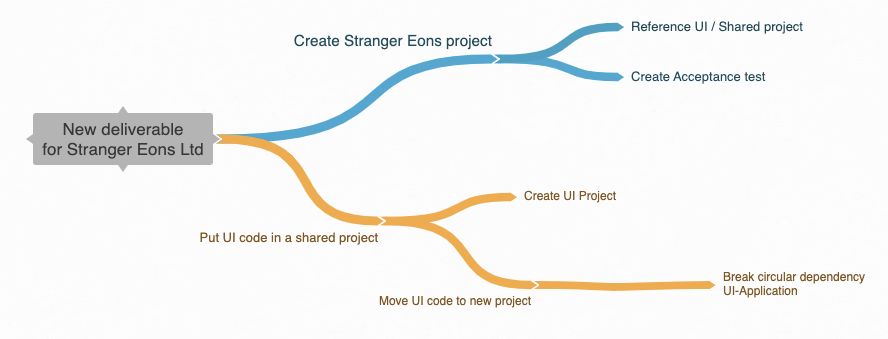 New deliverable
for Stranger Eons Ltd
Create Stranger Eons project
Reference UI / Shared project
Create Acceptance test
Put UI code in a shared project
Create UI Project
Move UI code to new project
Break circular dependency
UI-Application